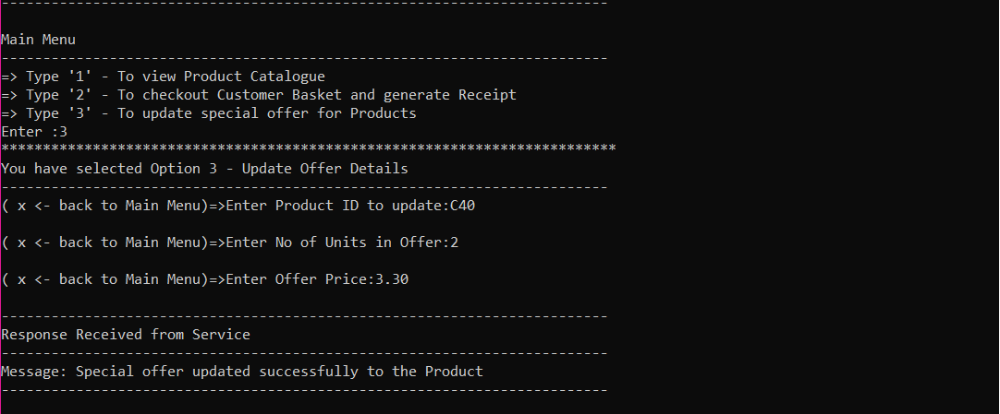 -------------------------------------------------------------------------
Main Menu
-------------------------------------------------------------------------
=> Type '1' - To view Product Catalogue
=> Type '2' - To checkout Customer Basket and generate Receipt
=> Type '3' - To update special offer for Products
Enter :3
**************************************************************************
You have selected Option 3 - Update Offer Details
-------------------------------------------------------------------------
( x <- back to Main Menu)=>Enter Product ID to update:C40
( x <- back to Main Menu)=>Enter No of Units in Offer:2
( x <- back to Main Menu)=>Enter Offer Price:3.30
-------------------------------------------------------------------------
Response Received from Service
-------------------------------------------------------------------------
Message: Special offer updated successfully to the Product
-------------------------------------------------------------------------